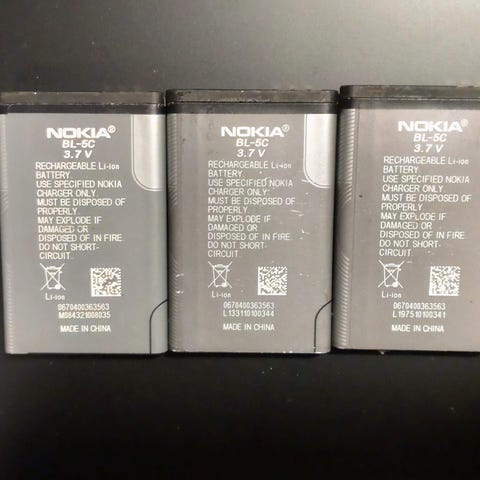 NOKIA®
BL-5C
3.7 V
RECHARGEABLE Li-ion
BATTERY
USE SPECIFIED NOKIA
CHARGER ONLY.
MUST BE DISPOSED OF
PROPERLY.
MAY EXPLODE IF
DAMAGED OR
DISPOSED OF IN FIRE.
DO NOT SHORT-
CIRCUIT.
Li-ion
0670400363563
M084321008035
MADE IN CHINA
NOKIA®
BL-5C
3.7 V
RECHARGEABLE Li-ion
BATTERY
USE SPECIFIED NOKIA
CHARGER ONLY.
MUST BE DISPOSED OF
PROPERLY.
MAY EXPLODE IF
DAMAGED OR
DISPOSED OF IN FIRE.
DO NOT SHORT-
CIRCUIT.
Li-ion
0670400363563
L133110100344
MADE IN CHINA
NOKIA®
BL-5C
3.7 V
RECHARGEABLE Li-ion
BATTERY
USE SPECIFIED NOKIA
CHARGER ONLY.
MUST BE DISPOSED OF
PROPERLY.
MAY EXPLODE IF
DAMAGED OR
DISPOSED OF IN FIRE.
DO NOT SHORT-
CIRCUIT.
Li-ion
0670400363563
L197510100341
MADE IN CHINA